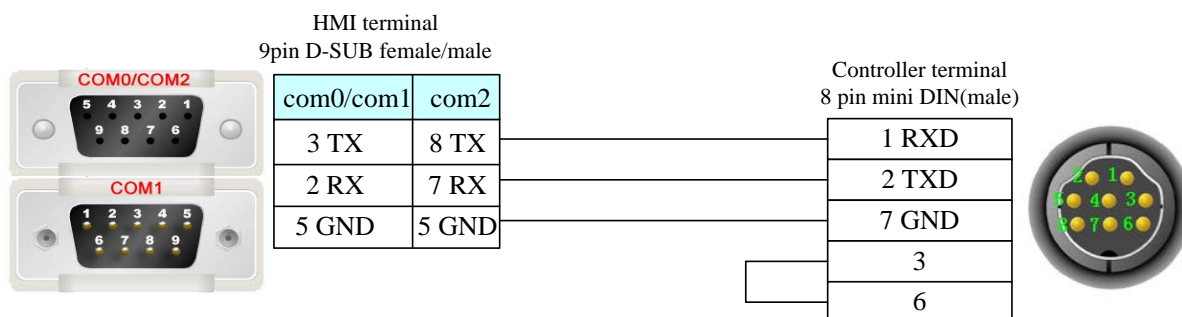 HMI terminal
9pin D-SUB female/male
COM0/COM2
5 4 3 2 1
9 8 7 6
COM1
1 2 3 4 5
6 7 8 9
com0/com1 com2
3 TX 8 TX
2 RX 7 RX
5 GND 5 GND
Controller terminal
8 pin mini DIN(male)
1 RXD
2 TXD
7 GND
3
6
2 1
5 4 3
8 7 6